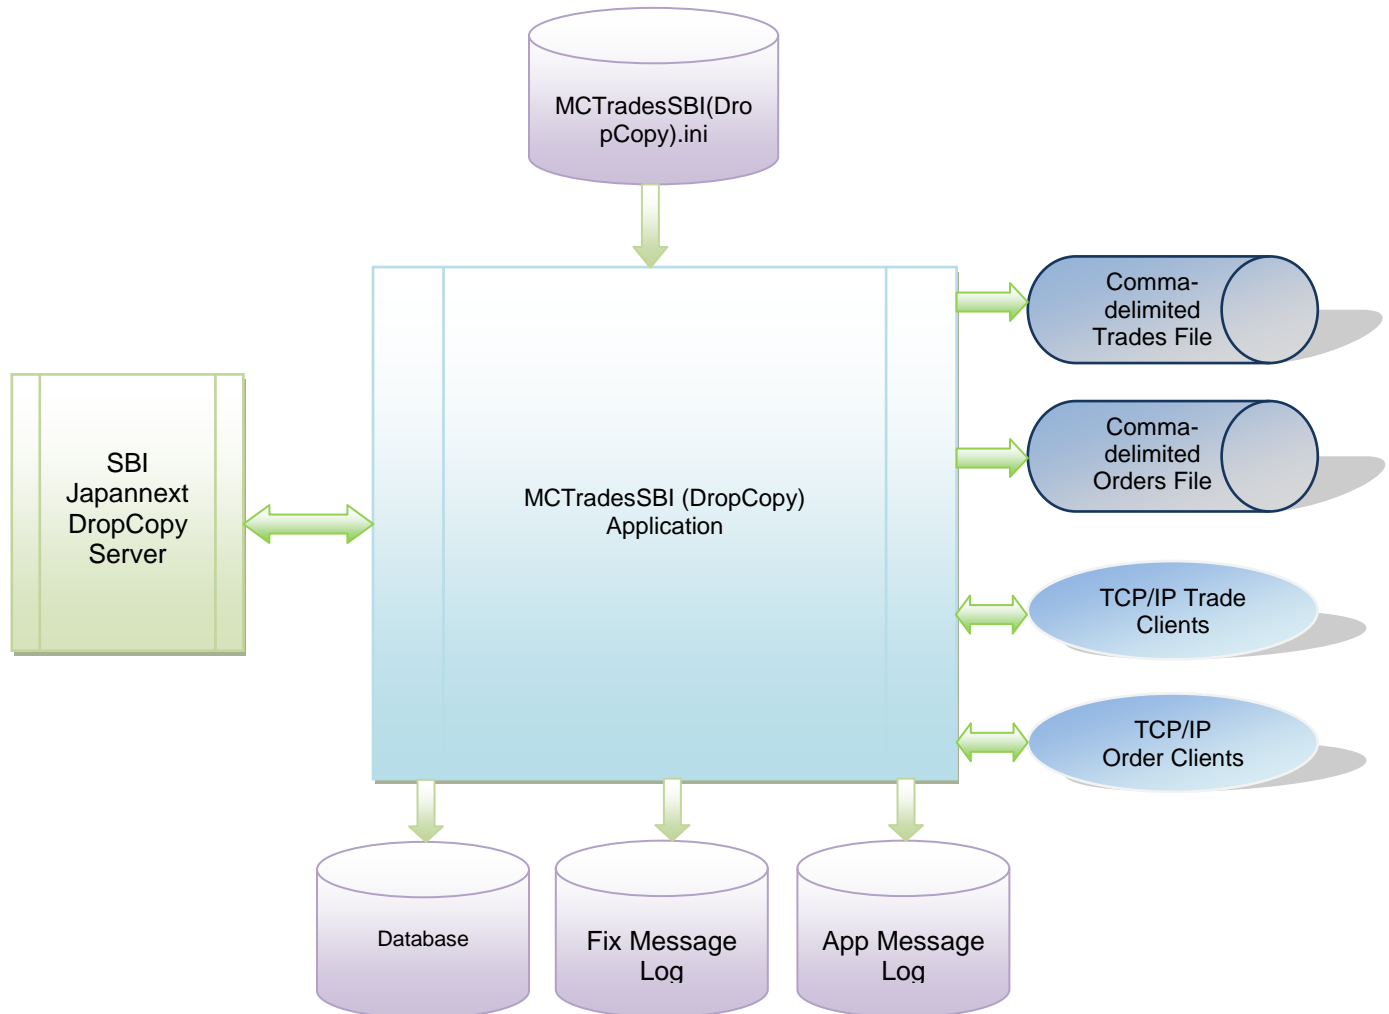 MCTradesSBI(Dro
pCopy).ini
Comma-
delimited
Trades File
SBI
Japannext
DropCopy
Server
MCTradesSBI (DropCopy)
Application
Comma-
delimited
Orders File
TCP/IP Trade
Clients
TCP/IP
Order Clients
Database
Fix Message
Log
App Message
Log